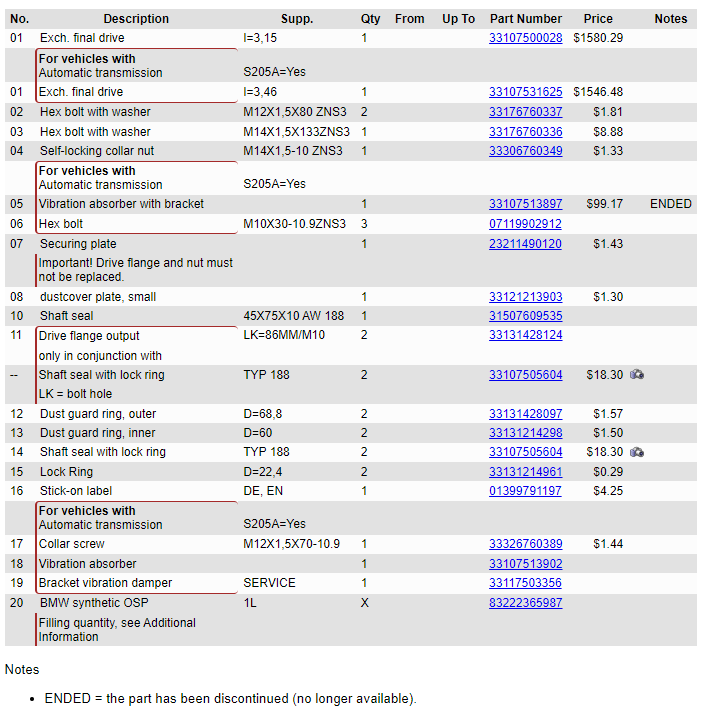 No. Description Supp. Qty From Up To Part Number Price Notes
01 Exch. final drive I=3,15 1 33107500028 $1580.29
For vehicles with
Automatic transmission S205A=Yes
01 Exch. final drive I=3,46 1 33107531625 $1546.48
02 Hex bolt with washer M12X1,5X80 ZNS3 2 33176760337 $1.81
03 Hex bolt with washer M14X1,5X133ZNS3 1 33176760336 $8.88
04 Self-locking collar nut M14X1,5-10 ZNS3 1 33306760349 $1.33
For vehicles with
Automatic transmission S205A=Yes
05 Vibration absorber with bracket 1 33107513897 $99.17 ENDED
06 Hex bolt M10X30-10.9ZNS3 3 07119902912
07 Securing plate 1 23211490120 $1.43
Important! Drive flange and nut must
not be replaced.
08 dustcover plate, small 1 33121213903 $1.30
10 Shaft seal 45X75X10 AW 188 1 31507609535
11 Drive flange output LK=86MM/M10 2 33131428124
only in conjunction with
-- Shaft seal with lock ring TYP 188 2 33107505604 $18.30
LK = bolt hole
12 Dust guard ring, outer D=68,8 2 33131428097 $1.57
13 Dust guard ring, inner D=60 2 33131214298 $1.50
14 Shaft seal with lock ring TYP 188 2 33107505604 $18.30
15 Lock Ring D=22,4 2 33131214961 $0.29
16 Stick-on label DE, EN 1 01399791197 $4.25
For vehicles with
Automatic transmission S205A=Yes
17 Collar screw M12X1,5X70-10.9 1 33326760389 $1.44
18 Vibration absorber 1 33107513902
19 Bracket vibration damper SERVICE 1 33117503356
20 BMW synthetic OSP 1L X 83222365987
Filling quantity, see Additional
Information
Notes
• ENDED = the part has been discontinued (no longer available).